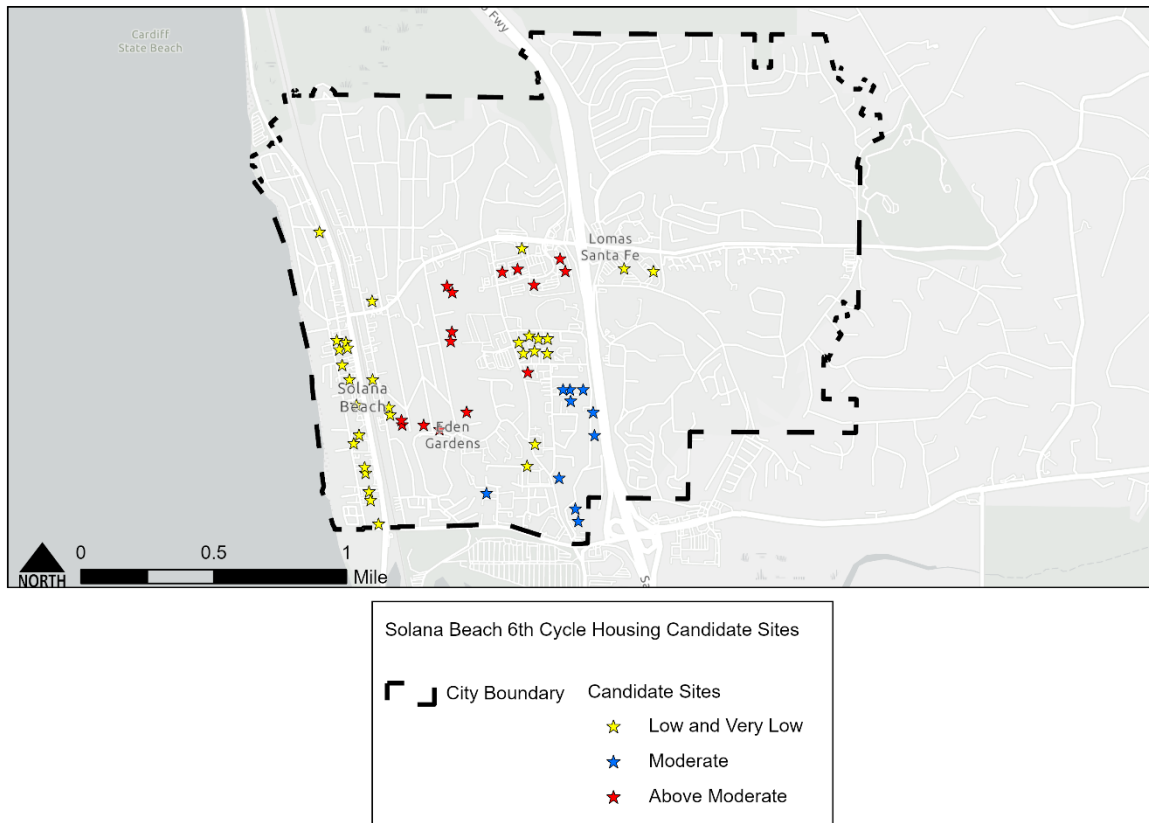 Cardiff
State Beach
o Fwy
Lomas
Santa Fe
Solana
Beach
Eden
Gardens
0 0.5 1
NORTH
Mile
Solana Beach 6th Cycle Housing Candidate Sites
City Boundary
Candidate Sites
Low and Very Low
Moderate
Above Moderate